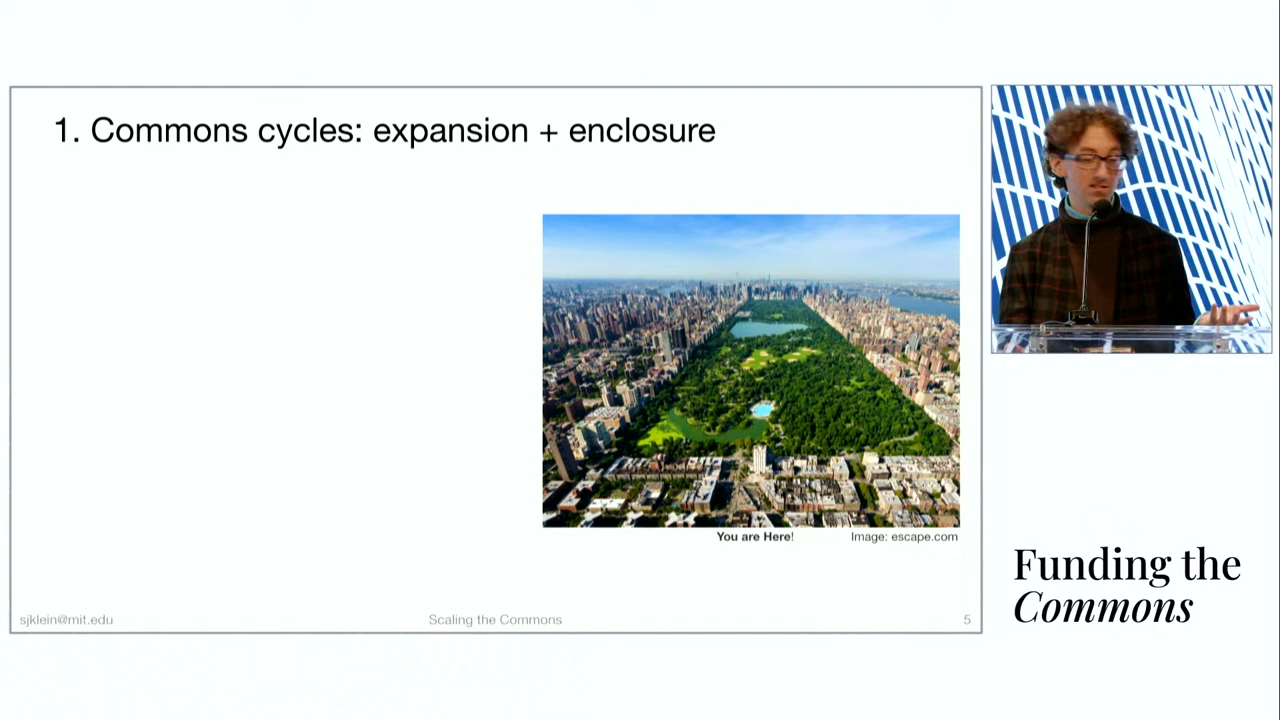 1. Commons cycles: expansion + enclosure
You are Here!
Image: escape.com
sjklein@mit.edu
Scaling the Commons
5
Funding the
Commons